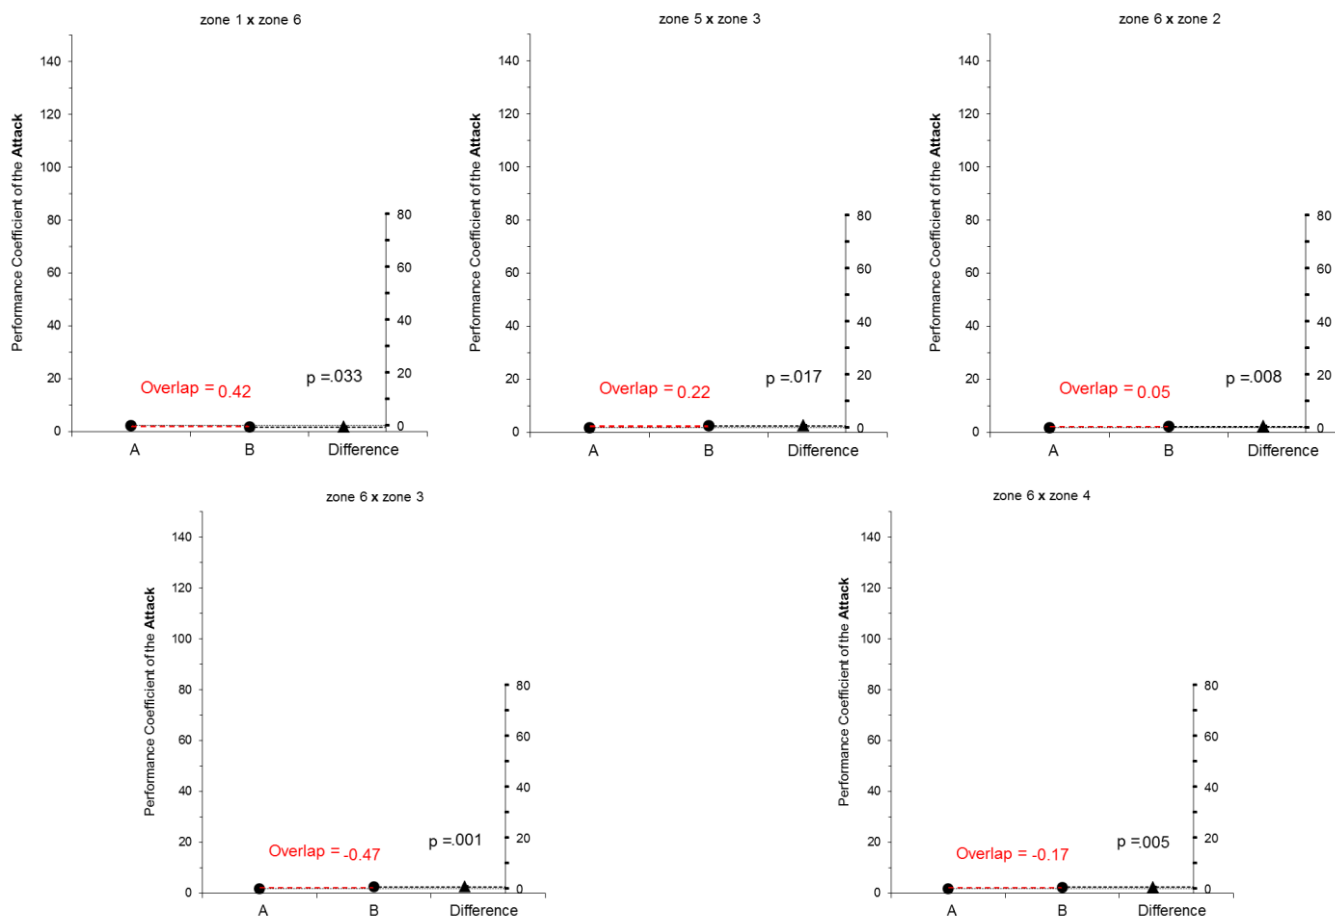 zone 1 x zone 6
Performance Coefficient of the Attack
140
120
100
80
60
40
20
0
80
60
40
20
0
Overlap = 0.42
p =.033
A B Difference
zone 5 x zone 3
Performance Coefficient of the Attack
140
120
100
80
60
40
20
0
80
60
40
20
0
Overlap = 0.22
p =.017
A B Difference
zone 6 x zone 2
Performance Coefficient of the Attack
140
120
100
80
60
40
20
0
80
60
40
20
0
Overlap = 0.05
p =.008
A B Difference
zone 6 x zone 3
Performance Coefficient of the Attack
140
120
100
80
60
40
20
0
80
60
40
20
0
Overlap = -0.47
p =.001
A B Difference
zone 6 x zone 4
Performance Coefficient of the Attack
140
120
100
80
60
40
20
0
80
60
40
20
0
Overlap = -0.17
p =.005
A B Difference